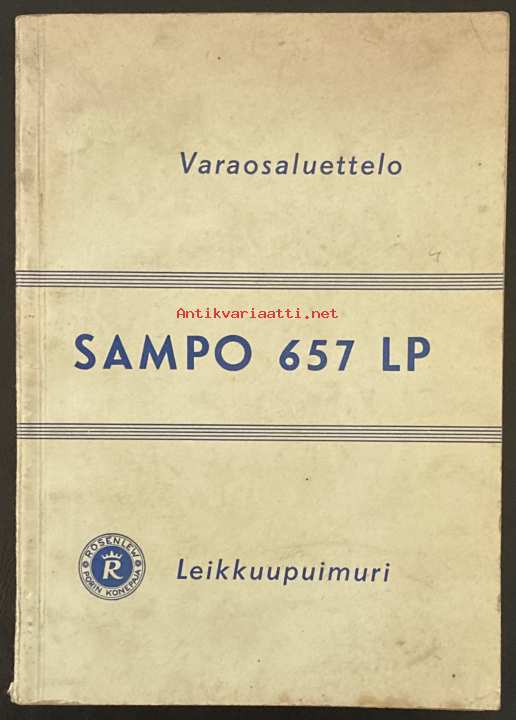 Varaosaluettelo
Antikvariaatti.net
SAMPO 657 LP
ROSENLEW
R
PORIN KONEPAJA
Leikkuupuimuri